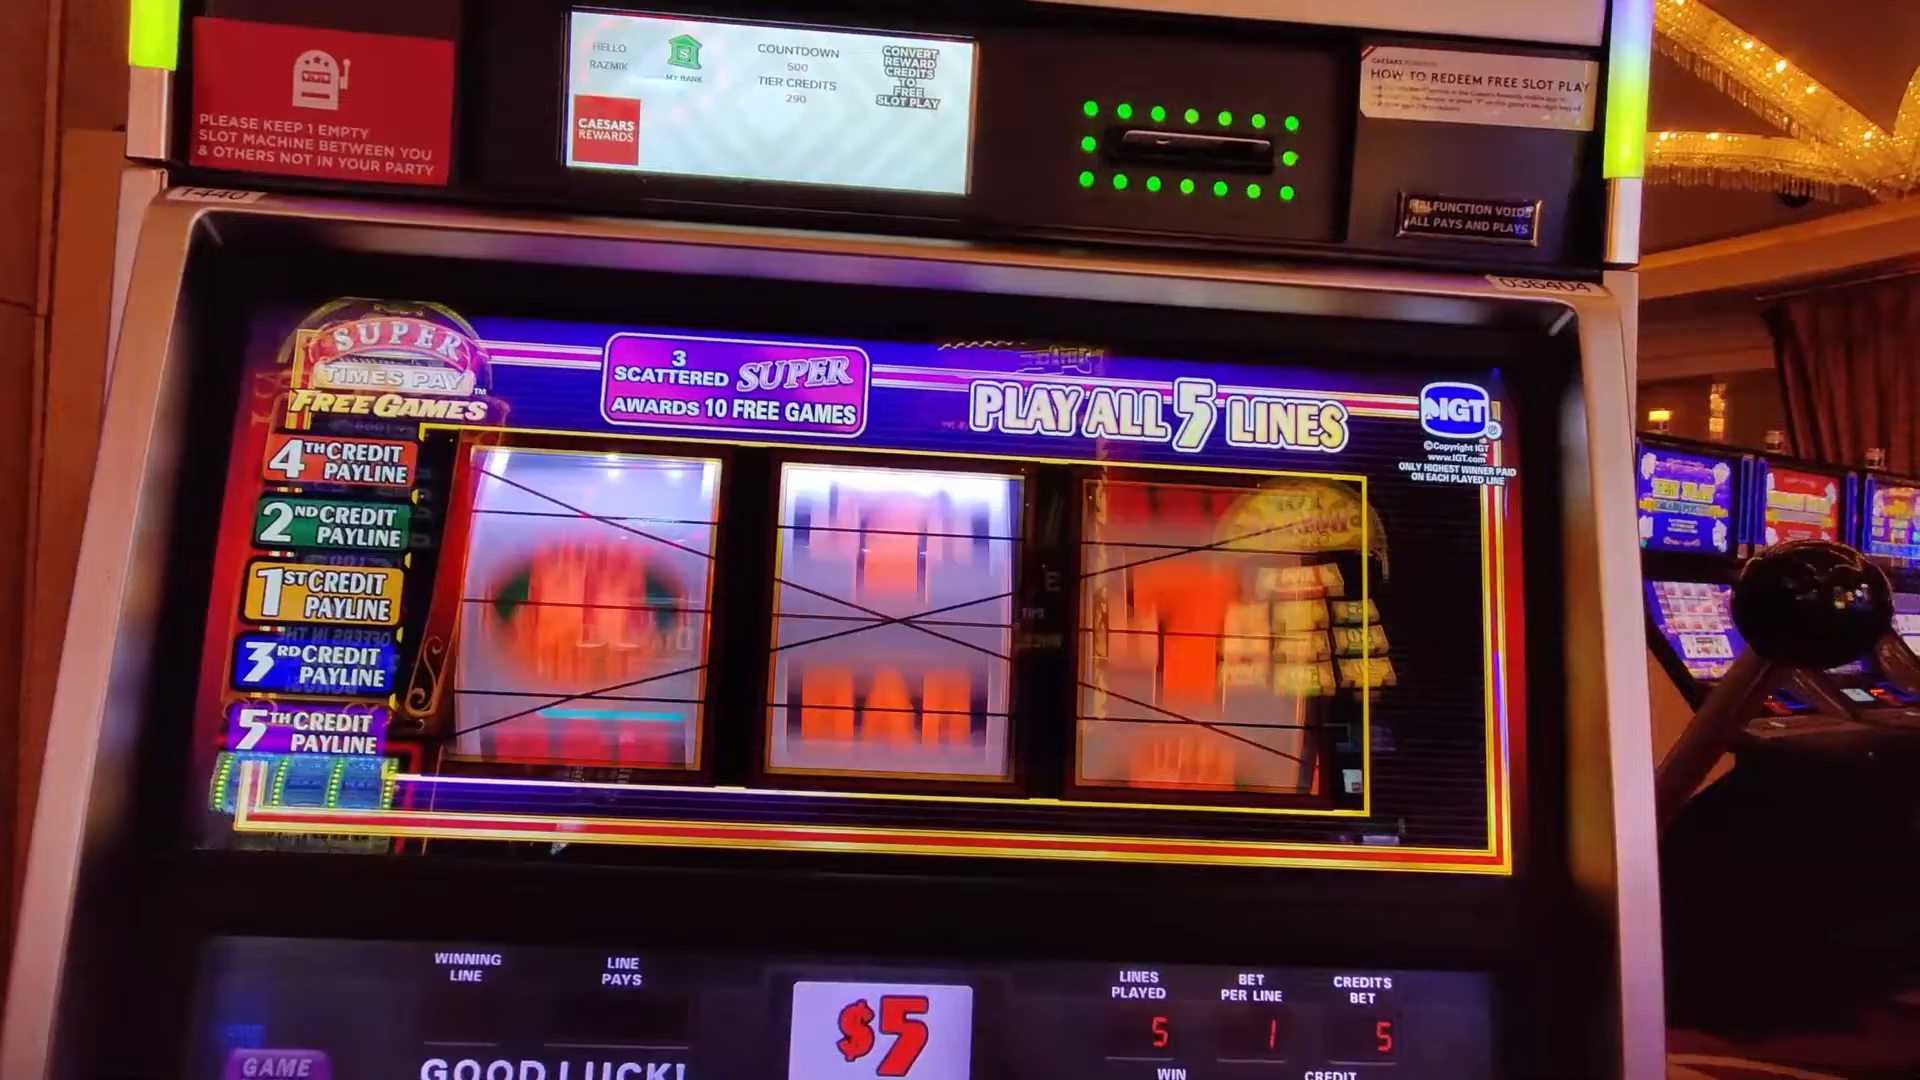 PLEASE KEEP 1 EMPTY
SLOT MACHINE BETWEEN YOU
& OTHERS NOT IN YOUR PARTY
HELLO
RAZMIK
MY BANK
CAESARS
REWARDS
COUNTDOWN
500
TIER CREDITS
290
CONVERT
REWARD
CREDITS
TO
FREE
SLOT PLAY
HOW TO REDEEM FREE SLOT PLAY
MALFUNCTION VOIDS
ALL PAYS AND PLAYS
1440
036404
SUPER
TIMES PAY™
FREE GAMES
3
SCATTERED SUPER
AWARDS 10 FREE GAMES
PLAY ALL 5 LINES
IGT®
©Copyright IGT
www.IGT.com
ONLY HIGHEST WINNER PAID
ON EACH PLAYED LINE
4TH CREDIT
PAYLINE
2ND CREDIT
PAYLINE
1ST CREDIT
PAYLINE
3RD CREDIT
PAYLINE
5TH CREDIT
PAYLINE
BAR
WINNING
LINE
LINE
PAYS
$5
LINES
PLAYED
5
BET
PER LINE
1
CREDITS
BET
5
GAME
GOOD LUCK!
WIN
CREDIT